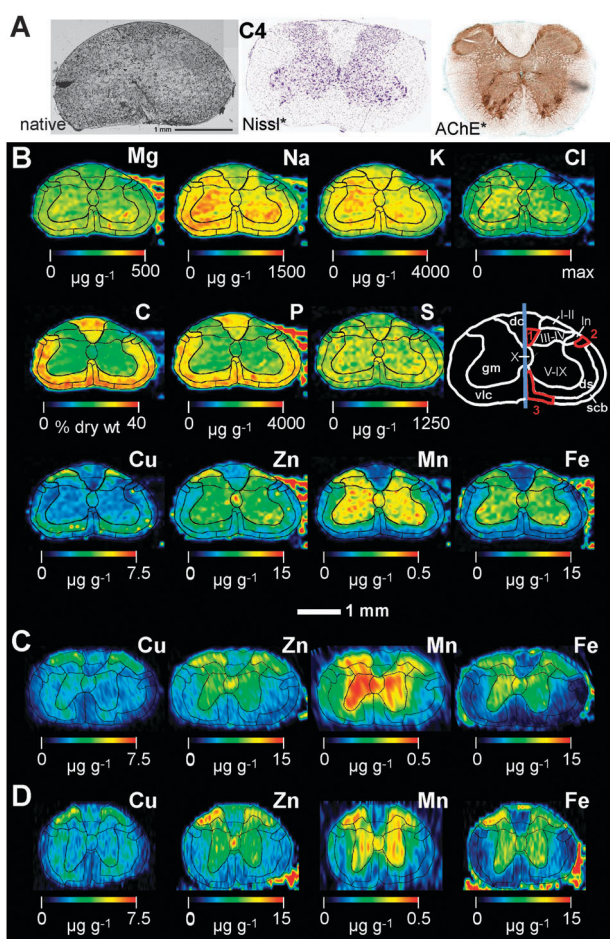 A
C4
native
1 mm
Nissl*
AChE*
B
Mg Na K Cl
0 500 0 1500 0 4000 max
µg g-1 µg g-1 µg g-1
C P S
dc I-II ln 2
III-IV
X
gm V-IX
ds
vlc scb
3
0 40 0 4000 0 1250
% dry wt µg g-1 µg g-1
Cu Zn Mn Fe
0 7.5 0 15 0 0.5 0 15
µg g-1 µg g-1 µg g-1 µg g-1
1 mm
C
Cu Zn Mn Fe
0 7.5 0 15 0 0.5 0 15
µg g-1 µg g-1 µg g-1 µg g-1
D
Cu Zn Mn Fe
0 7.5 0 15 0 0.5 0 15
µg g-1 µg g-1 µg g-1 µg g-1